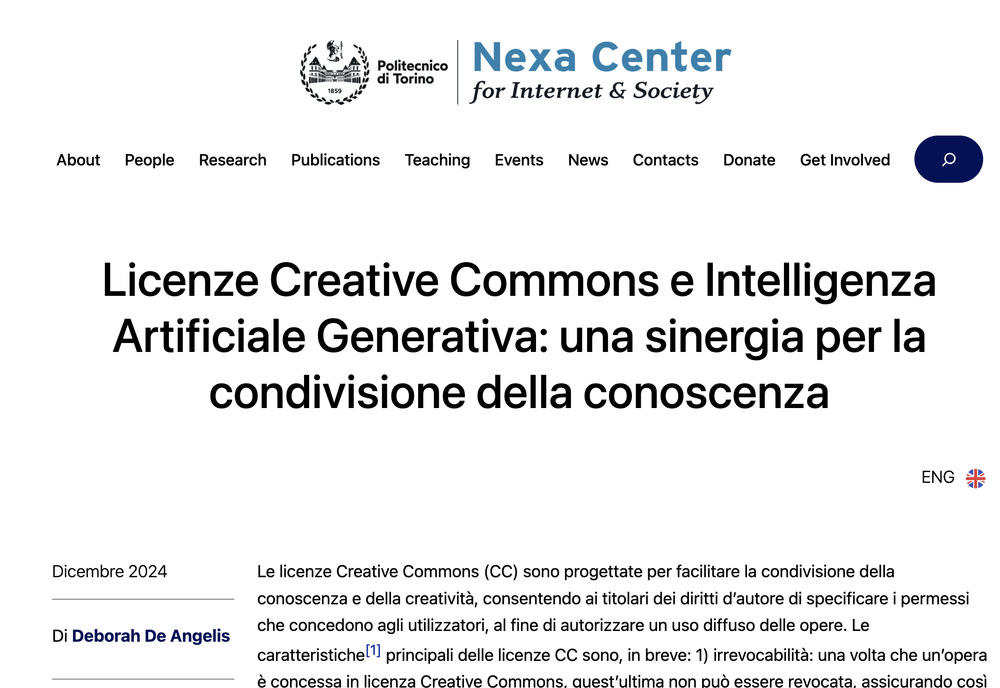 1859
Politecnico
di Torino
Nexa Center
for Internet & Society
About People Research Publications Teaching Events News Contacts Donate Get Involved
Licenze Creative Commons e Intelligenza
Artificiale Generativa: una sinergia per la
condivisione della conoscenza
ENG
Dicembre 2024
Di Deborah De Angelis
Le licenze Creative Commons (CC) sono progettate per facilitare la condivisione della
conoscenza e della creatività, consentendo ai titolari dei diritti d’autore di specificare i permessi
che concedono agli utilizzatori, al fine di autorizzare un uso diffuso delle opere. Le
caratteristiche[1] principali delle licenze CC sono, in breve: 1) irrevocabilità: una volta che un’opera
è concessa in licenza Creative Commons, quest’ultima non può essere revocata, assicurando così